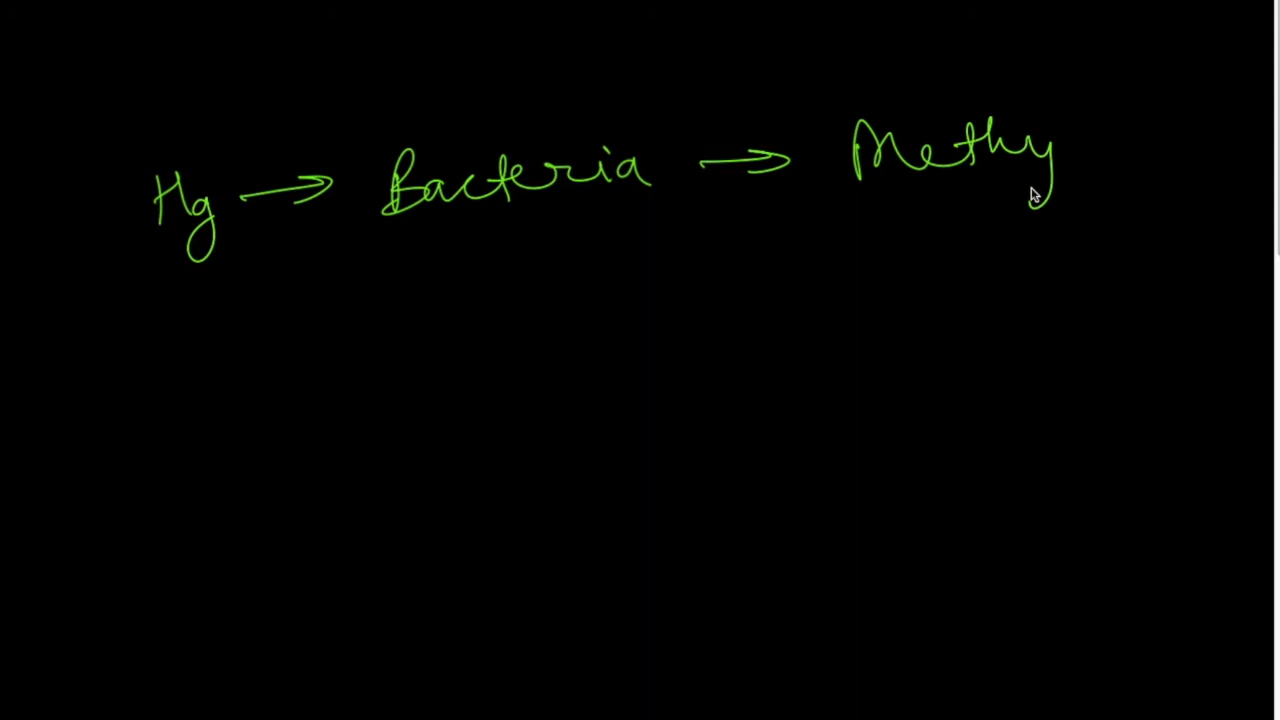 Hg → Bacteria → Methy